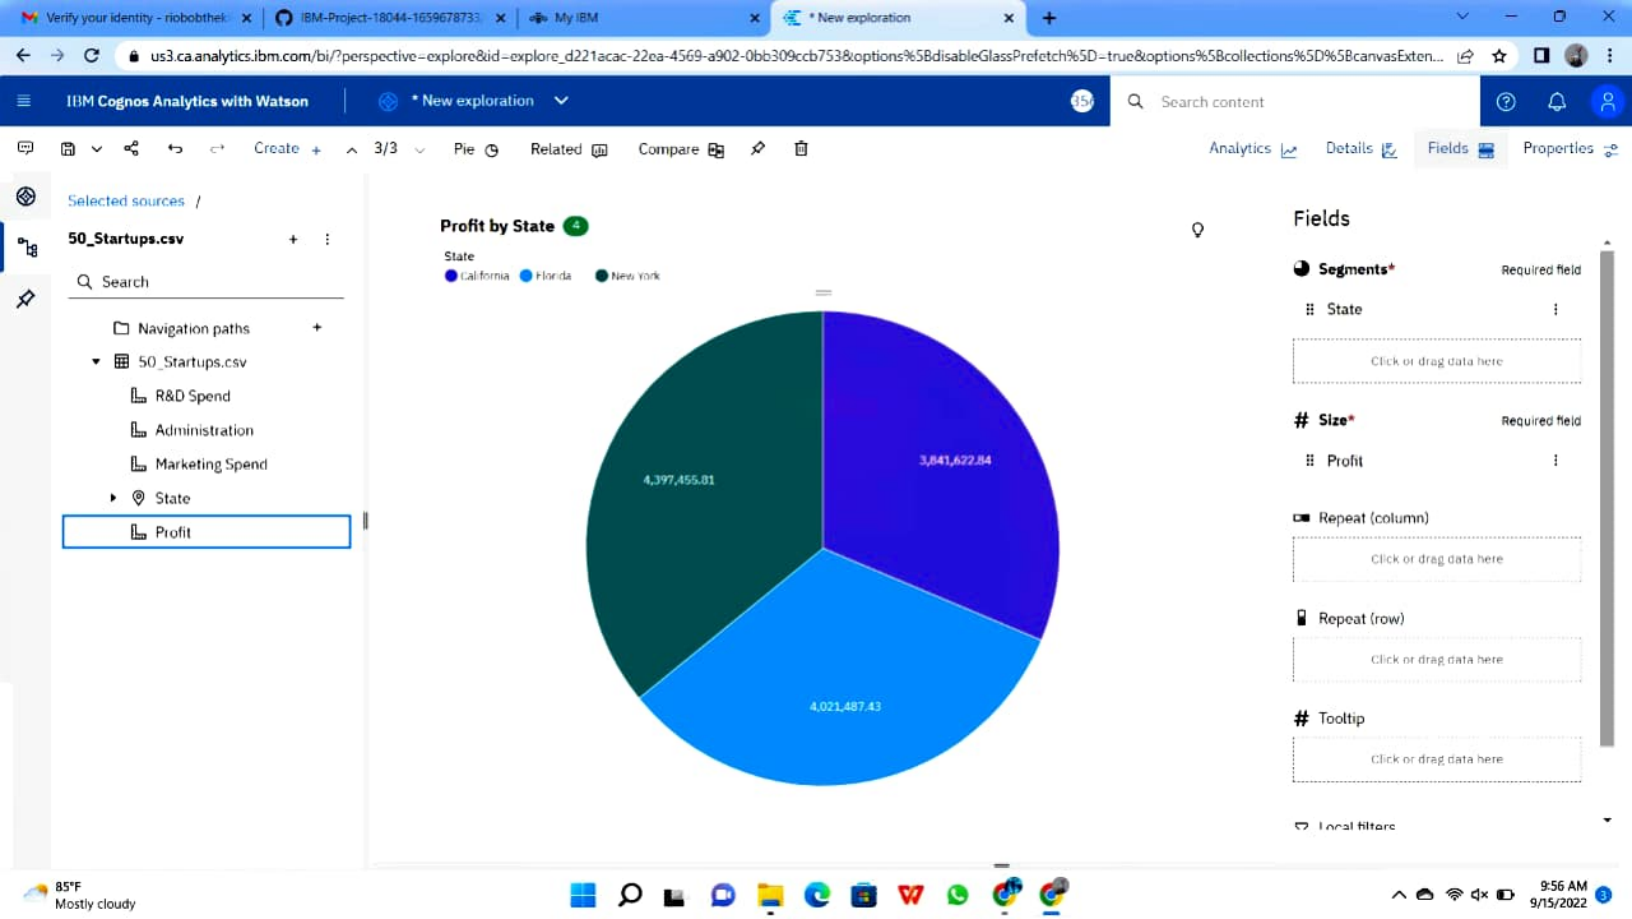 Verify your identity - riobobthek
IBM-Project-18044-1659678733
My IBM
* New exploration
us3.ca.analytics.ibm.com/bi/?perspective=explore&id=explore_d221acac-22ea-4569-a902-0bb309ccb753&options%5BdisableGlassPrefetch%5D=true&options%5Bcollections%5D%5BcanvasExten...
IBM Cognos Analytics with Watson
* New exploration
Search content
Create +
3/3
Pie
Related
Compare
Analytics
Details
Fields
Properties
Selected sources /
50_Startups.csv
Search
Navigation paths
50_Startups.csv
R&D Spend
Administration
Marketing Spend
State
Profit
Profit by State 4
State
California Florida New York
3,841,622.84
4,397,455.81
4,021,487.43
Fields
Segments* Required field
State
Click or drag data here
# Size* Required field
Profit
Repeat (column)
Click or drag data here
Repeat (row)
Click or drag data here
# Tooltip
Click or drag data here
Local filters
85°F
Mostly cloudy
9:56 AM
9/15/2022
3